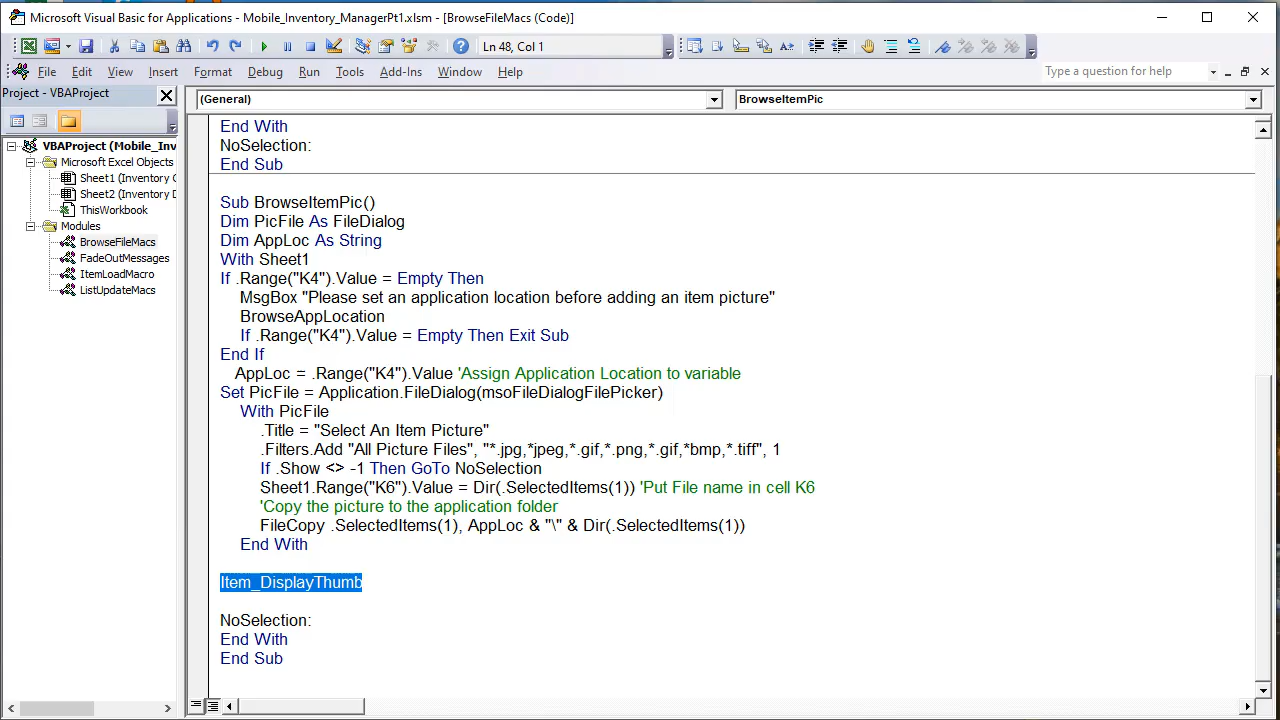 Microsoft Visual Basic for Applications - Mobile_Inventory_ManagerPt1.xlsm - [BrowseFileMacs (Code)]
Ln 48, Col 1
File Edit View Insert Format Debug Run Tools Add-Ins Window Help
Type a question for help
Project - VBAProject
(General)
BrowseItemPic
VBAProject (Mobile_Inv
Microsoft Excel Objects
Sheet1 (Inventory
Sheet2 (Inventory
ThisWorkbook
Modules
BrowseFileMacs
FadeOutMessages
ItemLoadMacro
ListUpdateMacs
End With
NoSelection:
End Sub
Sub BrowseItemPic()
Dim PicFile As FileDialog
Dim AppLoc As String
With Sheet1
If .Range("K4").Value = Empty Then
MsgBox "Please set an application location before adding an item picture"
BrowseAppLocation
If .Range("K4").Value = Empty Then Exit Sub
End If
AppLoc = .Range("K4").Value 'Assign Application Location to variable
Set PicFile = Application.FileDialog(msoFileDialogFilePicker)
With PicFile
.Title = "Select An Item Picture"
.Filters.Add "All Picture Files", "*.jpg,*jpeg,*.gif,*.png,*.gif,*bmp,*.tiff", 1
If .Show <> -1 Then GoTo NoSelection
Sheet1.Range("K6").Value = Dir(.SelectedItems(1)) 'Put File name in cell K6
'Copy the picture to the application folder
FileCopy .SelectedItems(1), AppLoc & "\" & Dir(.SelectedItems(1))
End With
Item_DisplayThumb
NoSelection:
End With
End Sub